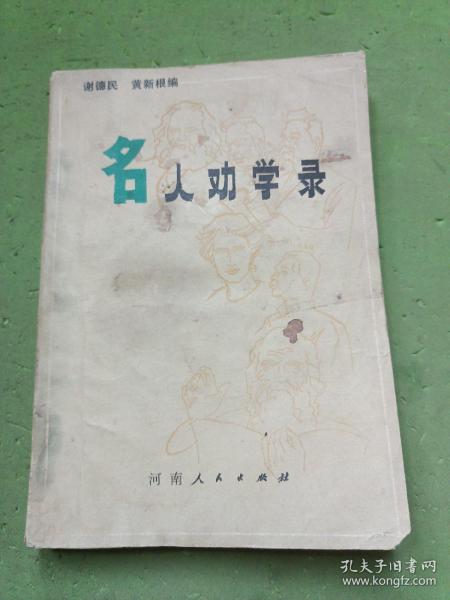 谢德民 黄新根编
名人劝学录
河南人民出版社
孔夫子旧书网
www.kongfz.com